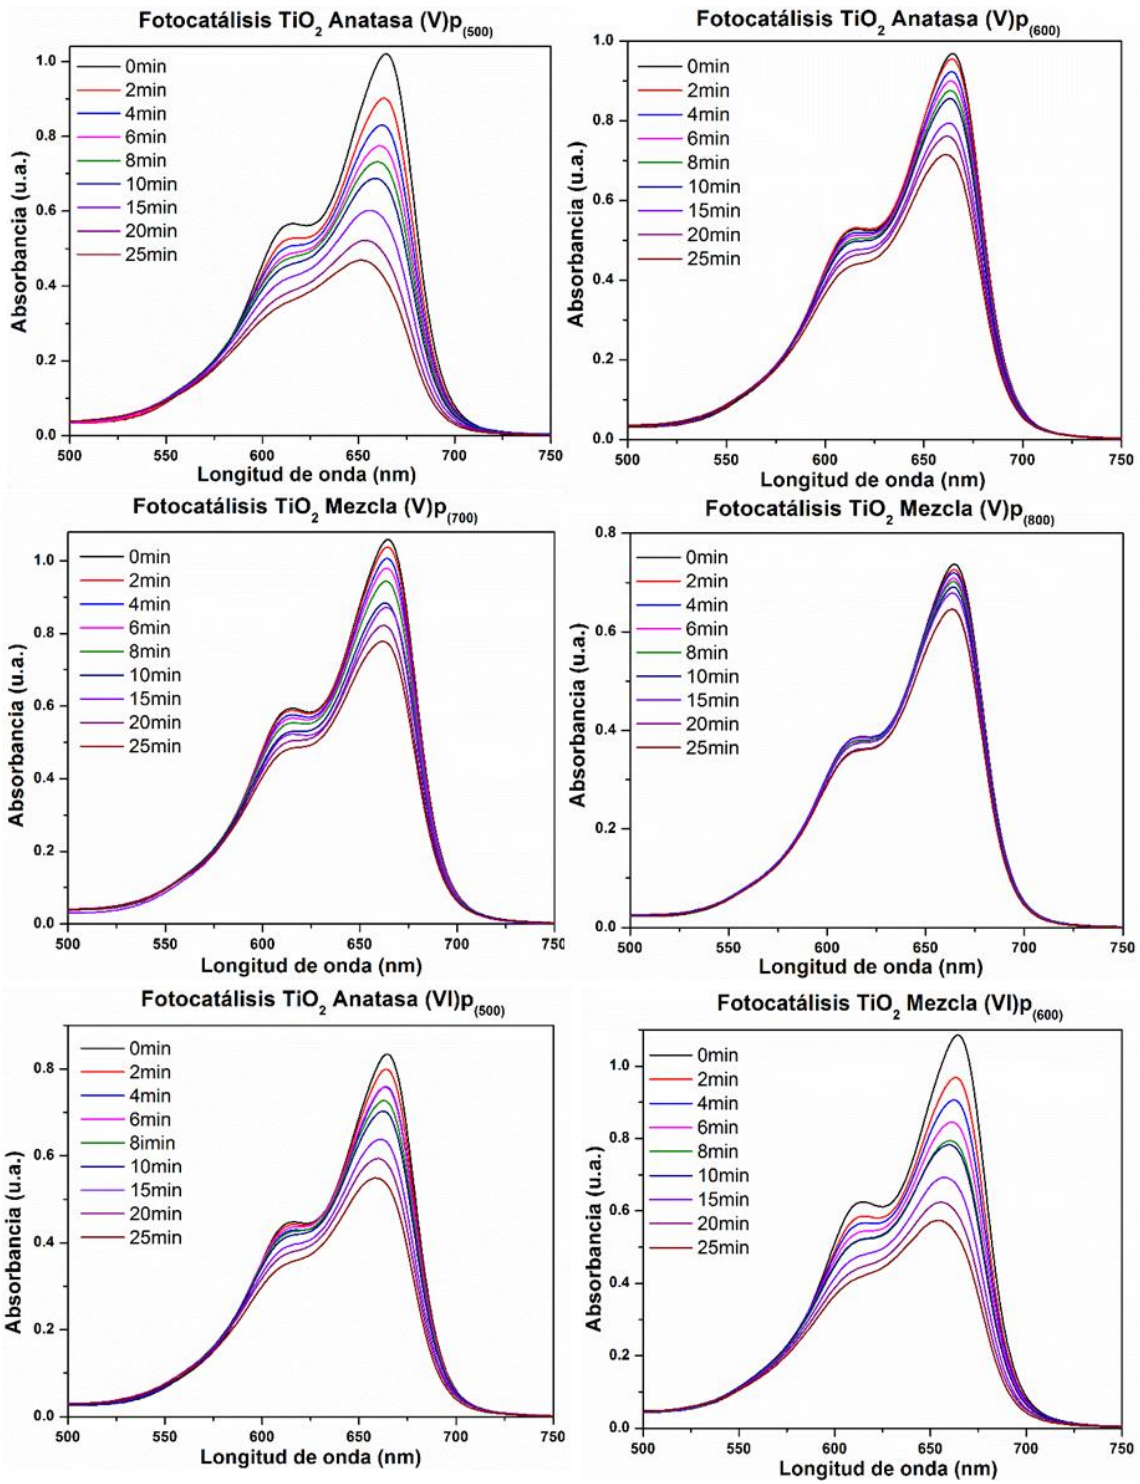 Fotocatálisis TiO2 Anatasa (V)p(500)
0min
2min
4min
6min
8min
10min
15min
20min
25min
Absorbancia (u.a.)
1.0
0.8
0.6
0.4
0.2
0.0
500 550 600 650 700 750
Longitud de onda (nm)
Fotocatálisis TiO2 Anatasa (V)p(600)
0min
2min
4min
6min
8min
10min
15min
20min
25min
Absorbancia (u.a.)
1.0
0.8
0.6
0.4
0.2
0.0
500 550 600 650 700 750
Longitud de onda (nm)
Fotocatálisis TiO2 Mezcla (V)p(700)
0min
2min
4min
6min
8min
10min
15min
20min
25min
Absorbancia (u.a.)
1.0
0.8
0.6
0.4
0.2
0.0
500 550 600 650 700 750
Longitud de onda (nm)
Fotocatálisis TiO2 Mezcla (V)p(800)
0min
2min
4min
6min
8min
10min
15min
20min
25min
Absorbancia (u.a.)
0.8
0.6
0.4
0.2
0.0
500 550 600 650 700 750
Longitud de onda (nm)
Fotocatálisis TiO2 Anatasa (VI)p(500)
0min
2min
4min
6min
8imin
10min
15min
20min
25min
Absorbancia (u.a.)
0.8
0.6
0.4
0.2
0.0
500 550 600 650 700 750
Longitud de onda (nm)
Fotocatálisis TiO2 Mezcla (VI)p(600)
0min
2min
4min
6min
8min
10min
15min
20min
25min
Absorbancia (u.a.)
1.0
0.8
0.6
0.4
0.2
0.0
500 550 600 650 700 750
Longitud de onda (nm)